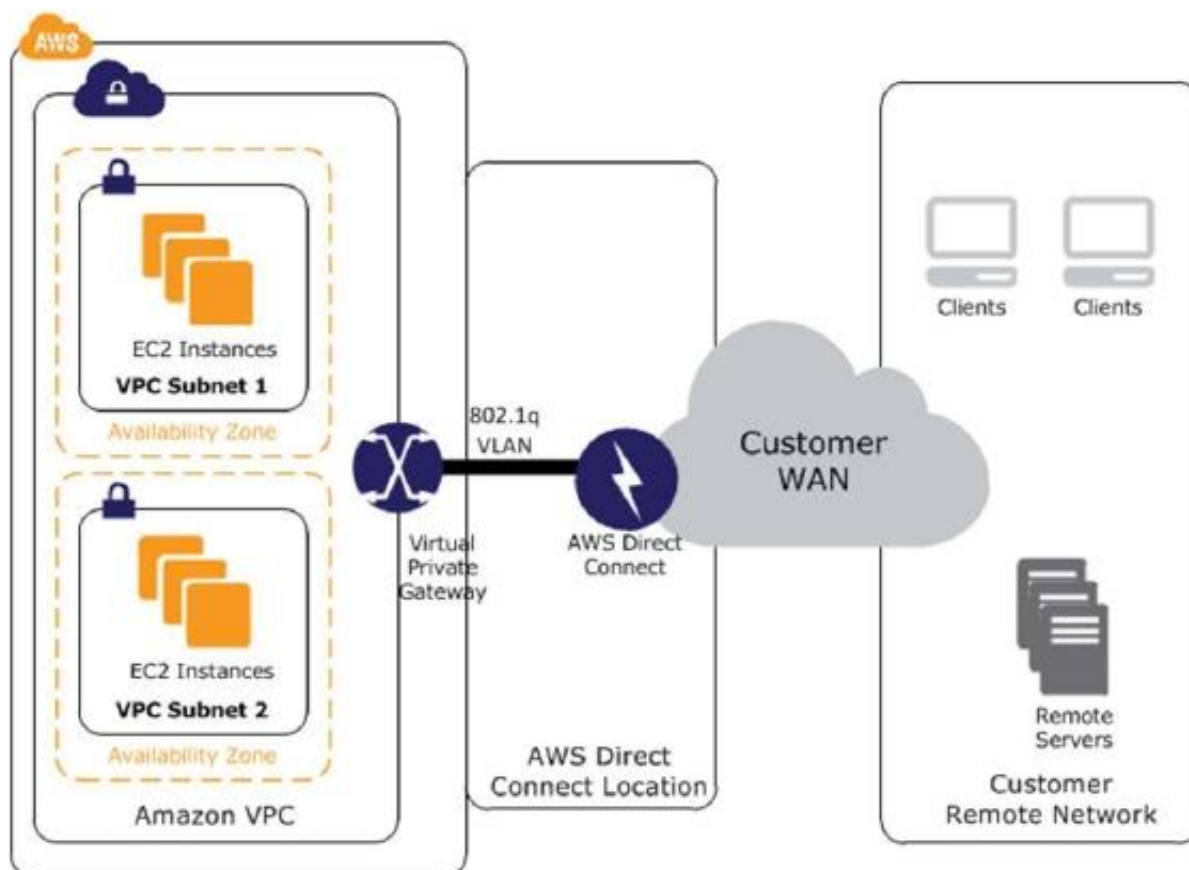 AWS
EC2 Instances
VPC Subnet 1
Availability Zone
EC2 Instances
VPC Subnet 2
Availability Zone
Amazon VPC
Virtual
Private
Gateway
802.1q
VLAN
AWS Direct
Connect
AWS Direct
Connect Location
Customer
WAN
Clients
Clients
Remote
Servers
Customer
Remote Network